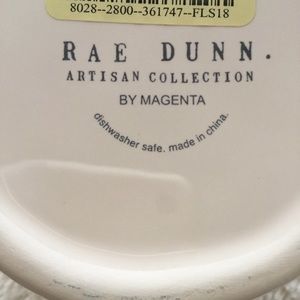 8028--2800--361747--FLS18
RAE DUNN.
ARTISAN COLLECTION
BY MAGENTA
dishwasher safe. made in china.